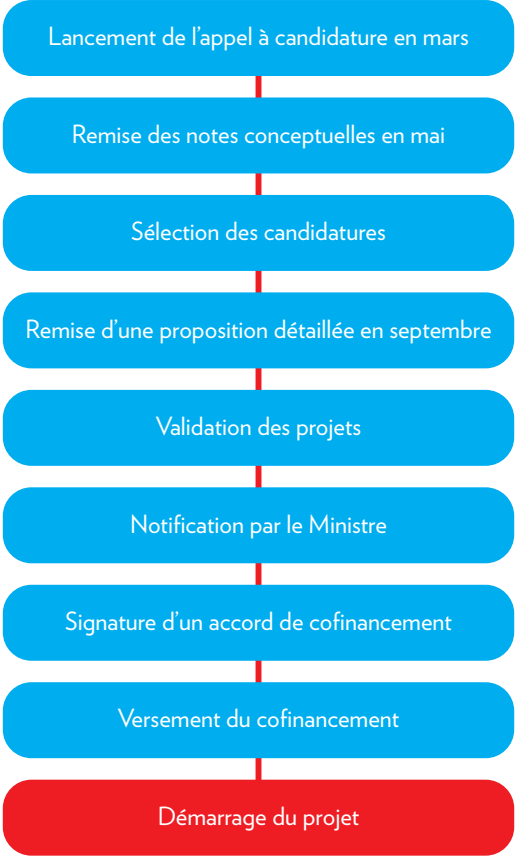 Lancement de l’appel à candidature en mars
Remise des notes conceptuelles en mai
Sélection des candidatures
Remise d’une proposition détaillée en septembre
Validation des projets
Notification par le Ministre
Signature d’un accord de cofinancement
Versement du cofinancement
Démarrage du projet